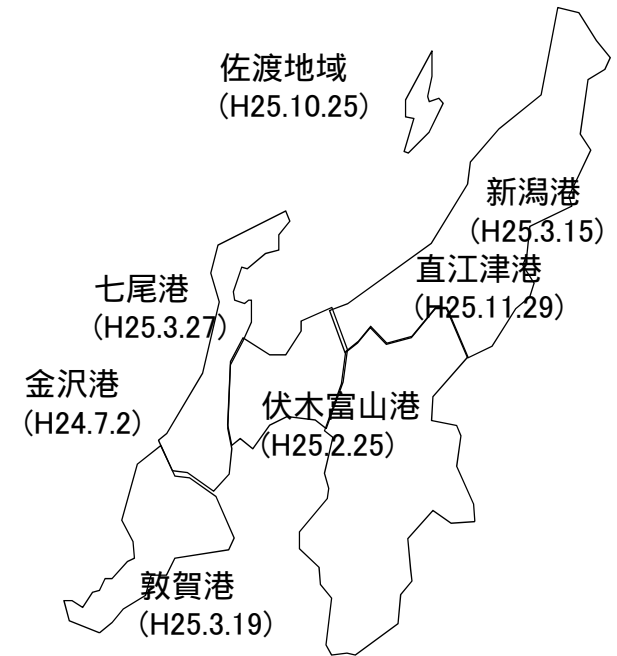 佐渡地域
(H25.10.25)
新潟港
(H25.3.15)
直江津港
(H25.11.29)
七尾港
(H25.3.27)
金沢港
(H24.7.2)
伏木富山港
(H25.2.25)
敦賀港
(H25.3.19)